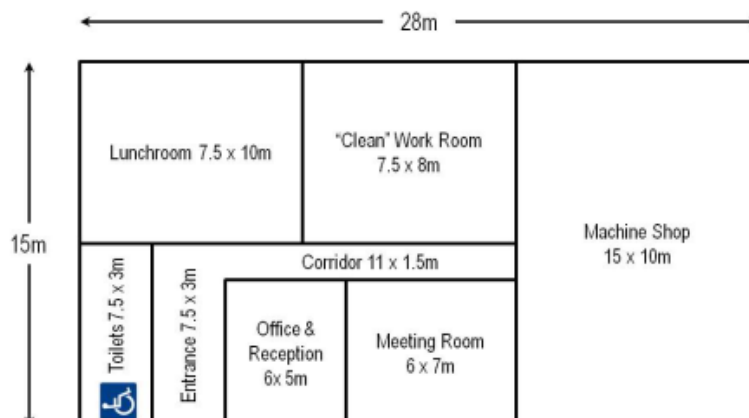 28m
15m
Lunchroom 7.5 x 10m
“Clean” Work Room
7.5 x 8m
Machine Shop
15 x 10m
Corridor 11 x 1.5m
Toilets 7.5 x 3m
Entrance 7.5 x 3m
Office &
Reception
6x 5m
Meeting Room
6 x 7m